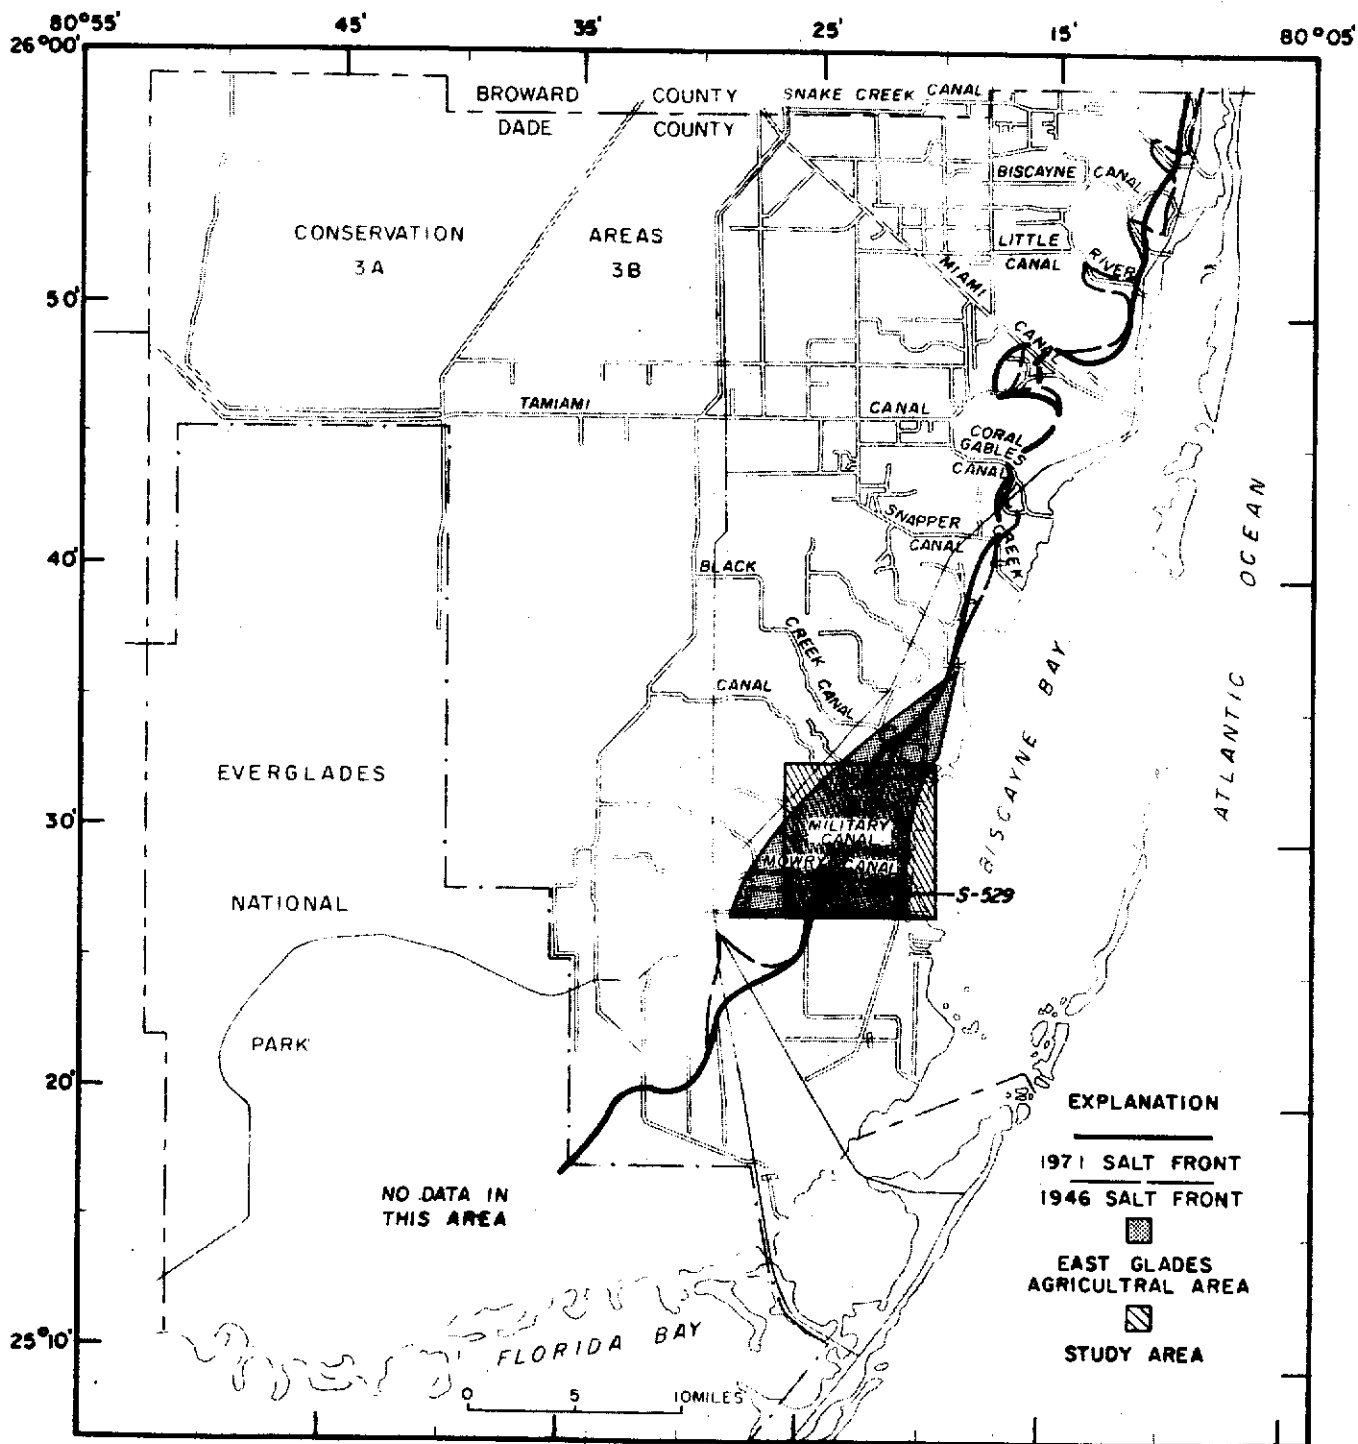 80°55' 45' 35' 25' 15' 80°05'
26°00'
BROWARD COUNTY SNAKE CREEK CANAL
DADE COUNTY
BISCAYNE CANAL
CONSERVATION AREAS
3A 3B
LITTLE RIVER
CANAL
MIAMI
CANAL
50'
TAMIAMI CANAL
CORAL
GABLES
CANAL
SNAPPER
CREEK
CANAL
40'
BLACK
CREEK CANAL
CANAL
BISCAYNE BAY
ATLANTIC OCEAN
EVERGLADES
30'
MILITARY
CANAL
MOWRY CANAL
S-529
NATIONAL
PARK
20'
EXPLANATION
1971 SALT FRONT
1946 SALT FRONT
EAST GLADES
AGRICULTRAL AREA
STUDY AREA
NO DATA IN
THIS AREA
25°10'
FLORIDA BAY
0 5 10MILES